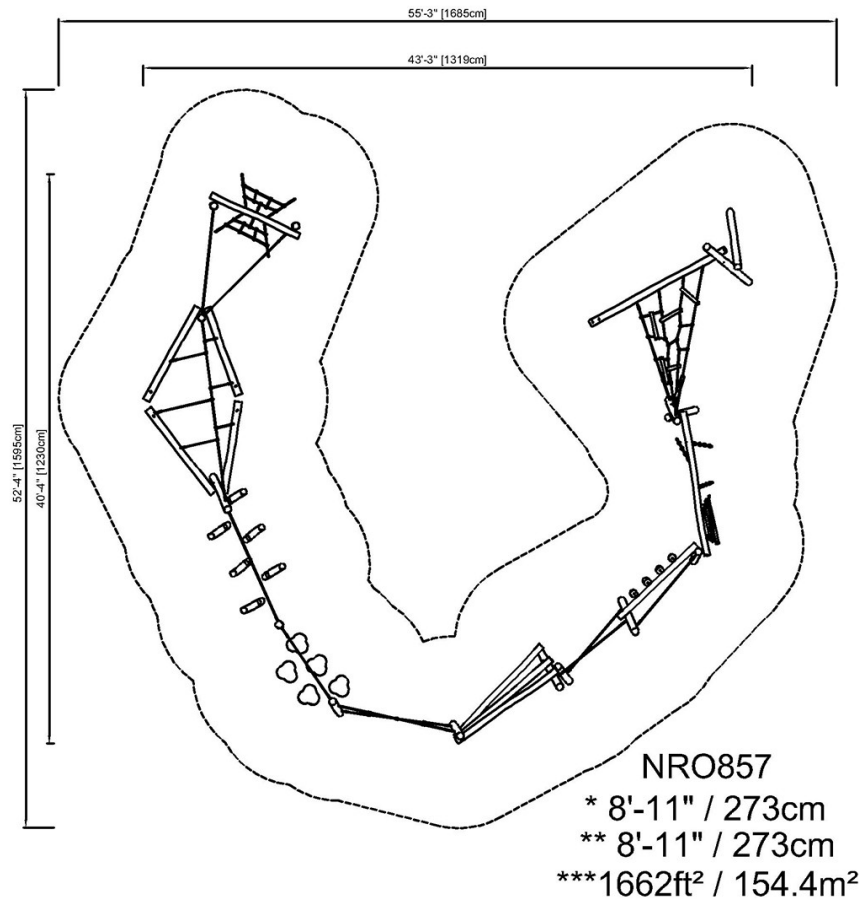 55'-3" [1685cm]
43'-3" [1319cm]
52'-4" [1595cm]
40'-4" [1230cm]
NRO857
* 8'-11" / 273cm
** 8'-11" / 273cm
***1662ft² / 154.4m²